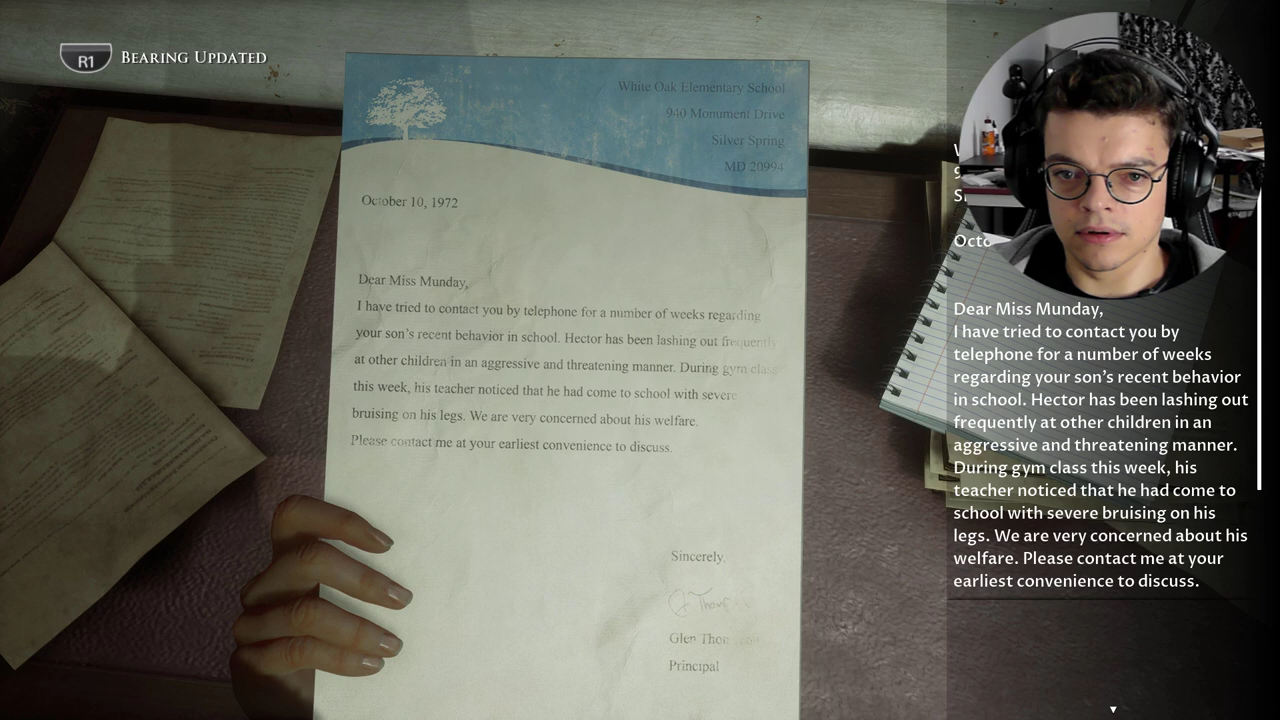 R1 Bearing Updated
White Oak Elementary School
940 Monument Drive
Silver Spring
MD 20994
October 10, 1972
Dear Miss Munday,
I have tried to contact you by telephone for a number of weeks regarding
your son's recent behavior in school. Hector has been lashing out frequently
at other children in an aggressive and threatening manner. During gym class
this week, his teacher noticed that he had come to school with severe
bruising on his legs. We are very concerned about his welfare.
Please contact me at your earliest convenience to discuss.
Sincerely,
Glen
Principal
Dear Miss Munday,
I have tried to contact you by
telephone for a number of weeks
regarding your son's recent behavior
in school. Hector has been lashing out
frequently at other children in an
aggressive and threatening manner.
During gym class this week, his
teacher noticed that he had come to
school with severe bruising on his
legs. We are very concerned about his
welfare. Please contact me at your
earliest convenience to discuss.